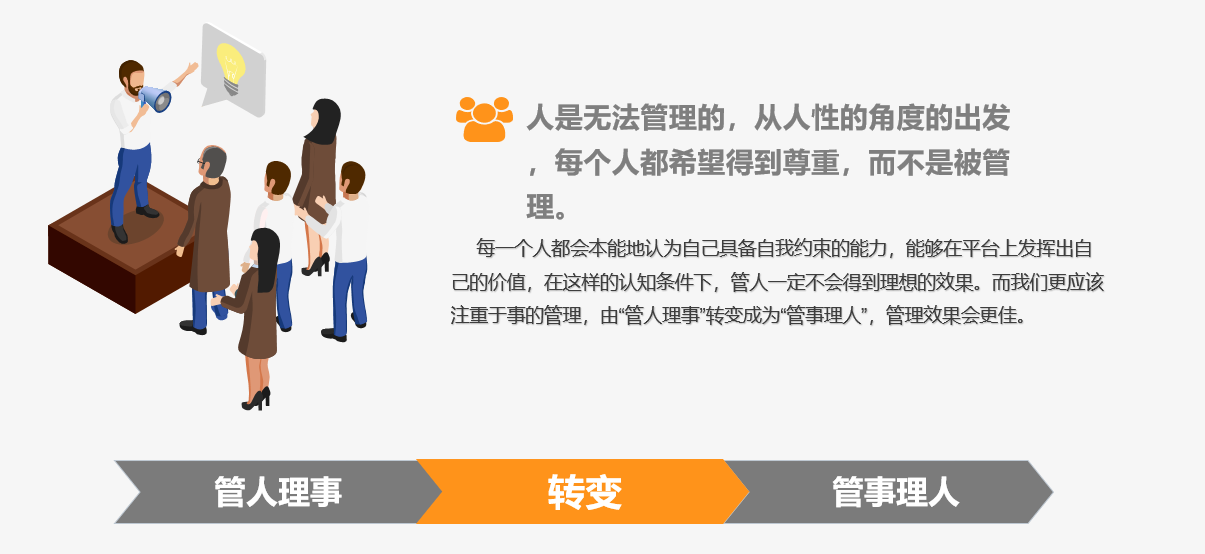 人是无法管理的，从人性的角度的出发
，每个人都希望得到尊重，而不是被管
理。
每一个人都会本能地认为自己具备自我约束的能力，能够在平台上发挥出自
己的价值，在这样的认知条件下，管人一定不会得到理想的效果。而我们更应该
注重于事的管理，由“管人理事”转变成为“管事理人”，管理效果会更佳。
管人理事
转变
管事理人